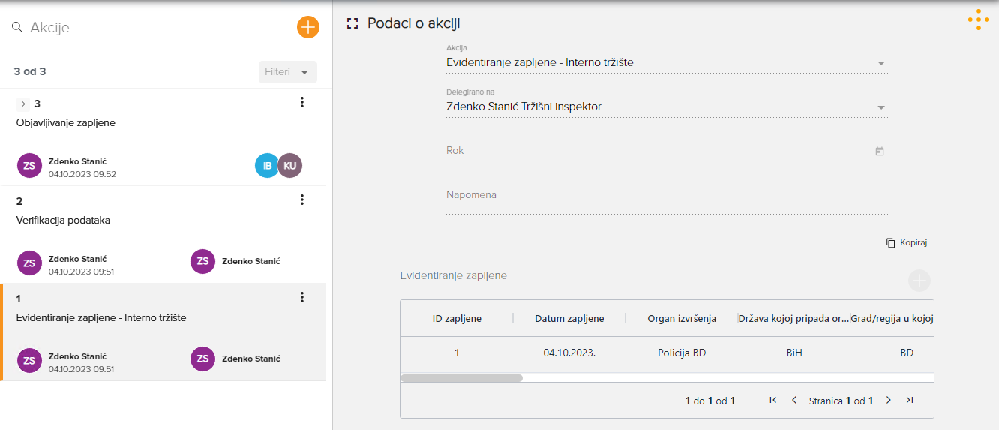 Akcije
3 od 3
Filteri
3
Objavljivanje zapljene
ZS
Zdenko Stanić
04.10.2023 09:52
IB
KU
2
Verifikacija podataka
ZS
Zdenko Stanić
04.10.2023 09:51
ZS
Zdenko Stanić
1
Evidentiranje zapljene - Interno tržište
ZS
Zdenko Stanić
04.10.2023 09:51
ZS
Zdenko Stanić
Podaci o akciji
Akcija
Evidentiranje zapljene - Interno tržište
Delegirano na
Zdenko Stanić Tržišni inspektor
Rok
Napomena
Kopiraj
Evidentiranje zapljene
ID zapljene Datum zapljene Organ izvršenja Država kojoj pripada or... Grad/regija u kojoj
1 04.10.2023. Policija BD BiH BD
1 do 1 od 1 Stranica 1 od 1